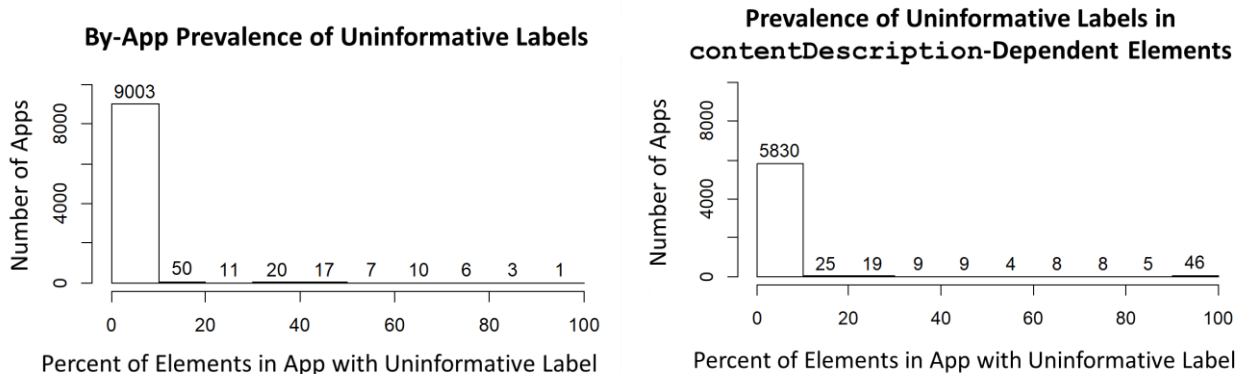 By-App Prevalence of Uninformative Labels
Number of Apps
8000
4000
0
9003
50 11 20 17 7 10 6 3 1
0 20 40 60 80 100
Percent of Elements in App with Uninformative Label
Prevalence of Uninformative Labels in
contentDescription-Dependent Elements
Number of Apps
8000
4000
0
5830
25 19 9 9 4 8 8 5 46
0 20 40 60 80 100
Percent of Elements in App with Uninformative Label